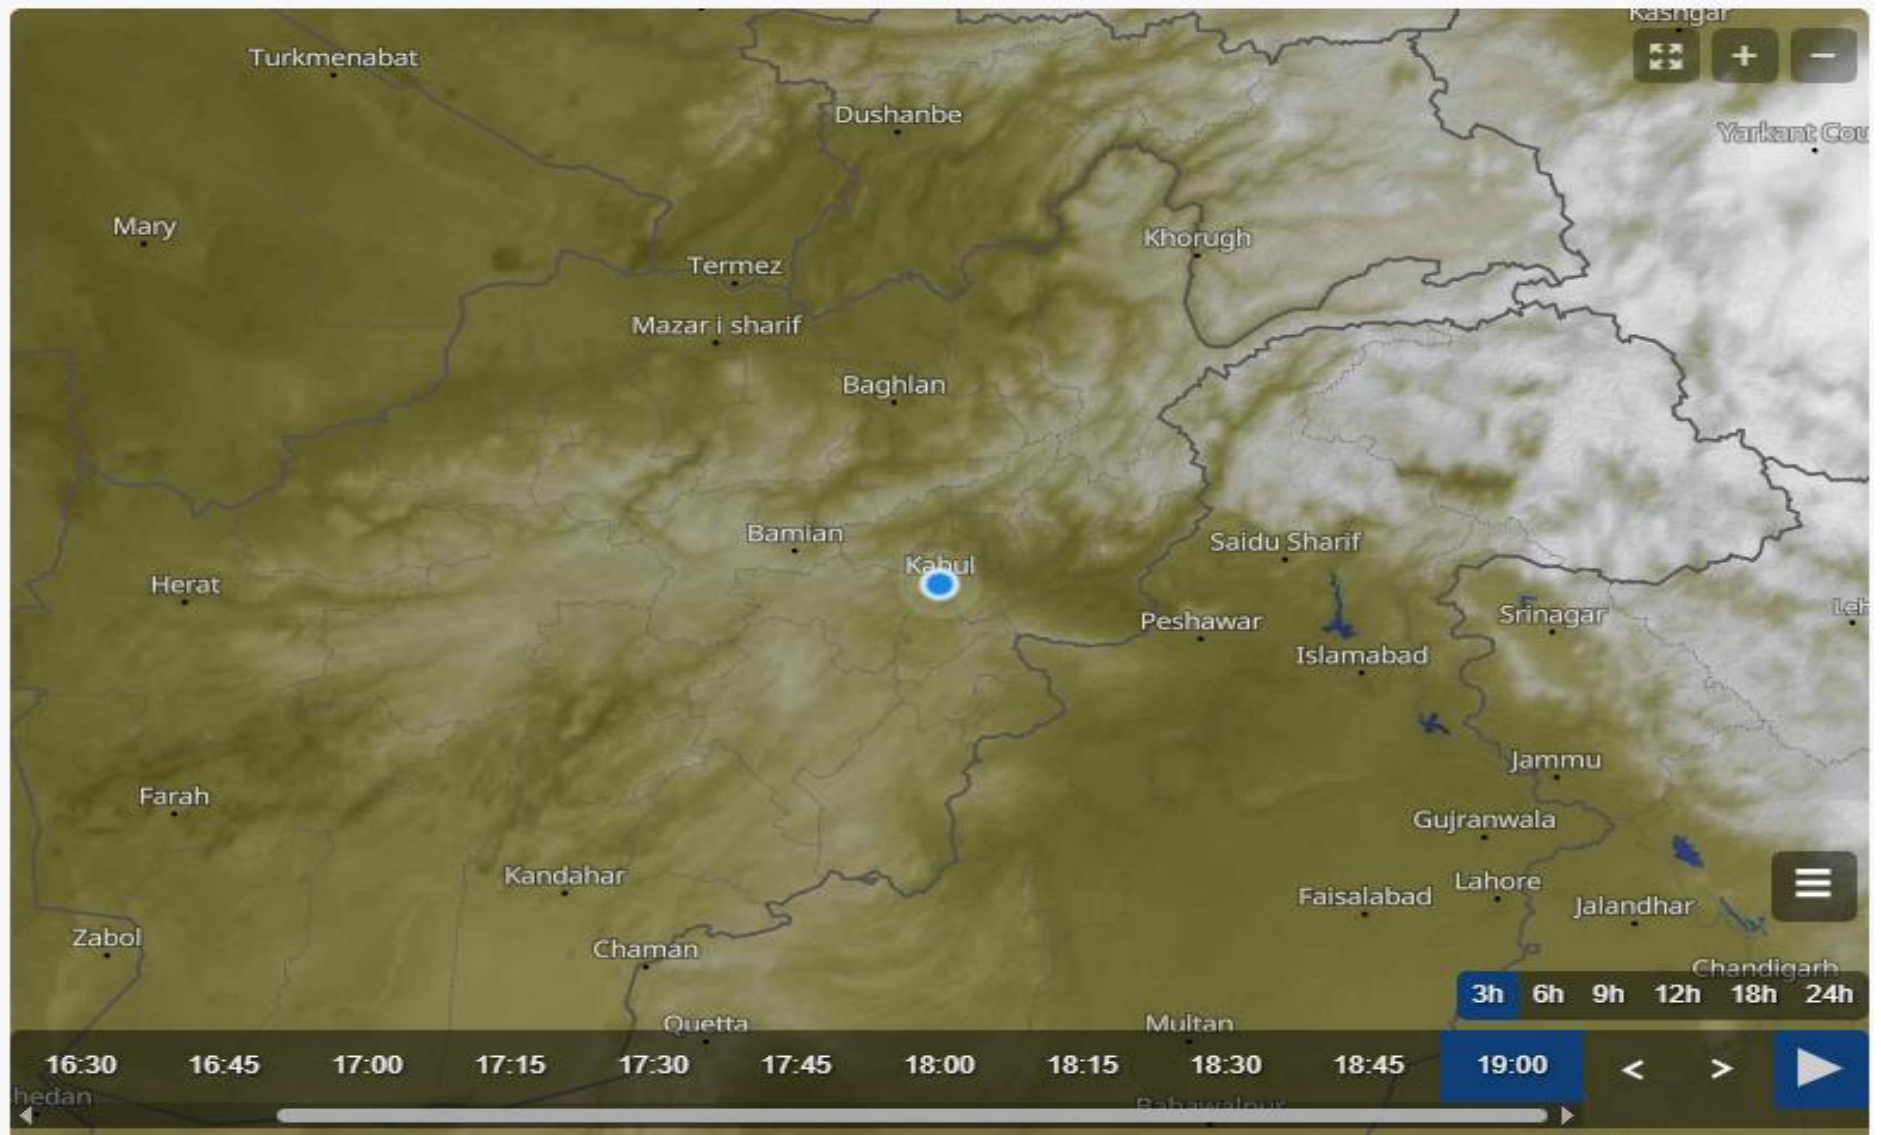 Kashgar
Turkmenabat
+ −
Dushanbe
Yarkant Cou
Mary
Khorugh
Termez
Mazar i sharif
Baghlan
Bamian
Saidu Sharif
Kabul
Herat
Srinagar
Leh
Peshawar
Islamabad
Jammu
Farah
Gujranwala
Kandahar
Lahore
Faisalabad
Jalandhar
Zabol
Chaman
Chandigarh
3h 6h 9h 12h 18h 24h
Quetta
Multan
16:30 16:45 17:00 17:15 17:30 17:45 18:00 18:15 18:30 18:45 19:00 < >
hedan
Bahawalpur